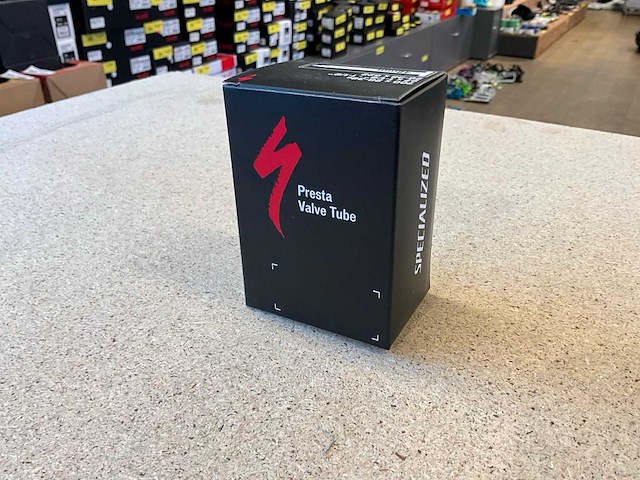 Presta
Valve Tube
SPECIALIZED